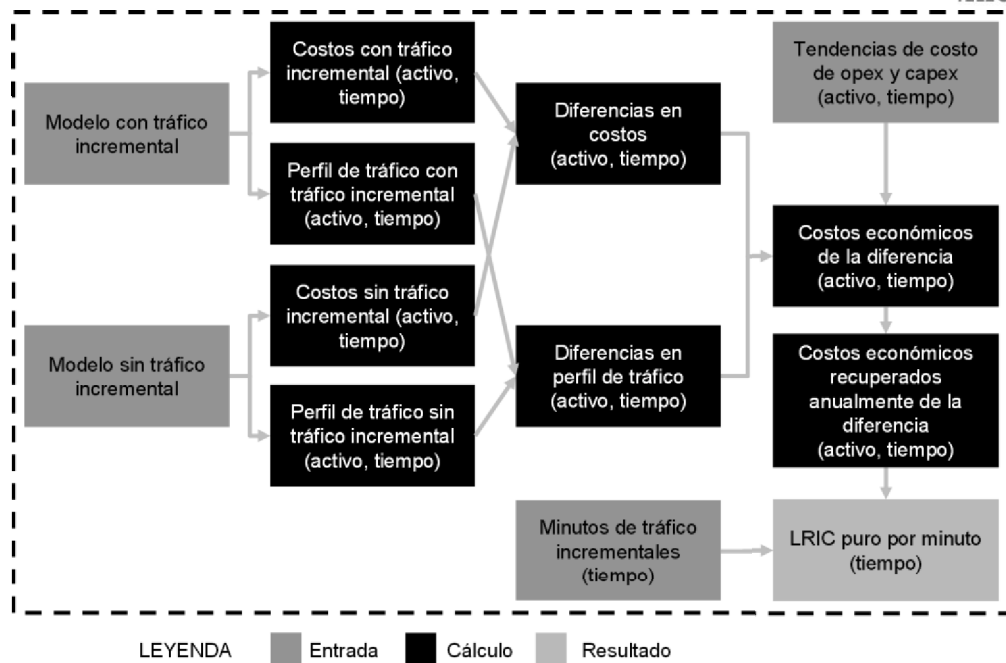 Modelo con tráfico
incremental
Modelo sin tráfico
incremental
Costos con tráfico
incremental (activo,
tiempo)
Perfil de tráfico con
tráfico incremental
(activo, tiempo)
Costos sin tráfico
incremental (activo,
tiempo)
Perfil de tráfico sin
tráfico incremental
(activo, tiempo)
Diferencias en
costos
(activo, tiempo)
Diferencias en
perfil de tráfico
(activo, tiempo)
Minutos de tráfico
incrementales
(tiempo)
Tendencias de costo
de opex y capex
(activo, tiempo)
Costos económicos
de la diferencia
(activo, tiempo)
Costos económicos
recuperados
anualmente de la
diferencia
(activo, tiempo)
LRIC puro por minuto
(tiempo)
LEYENDA
Entrada
Cálculo
Resultado